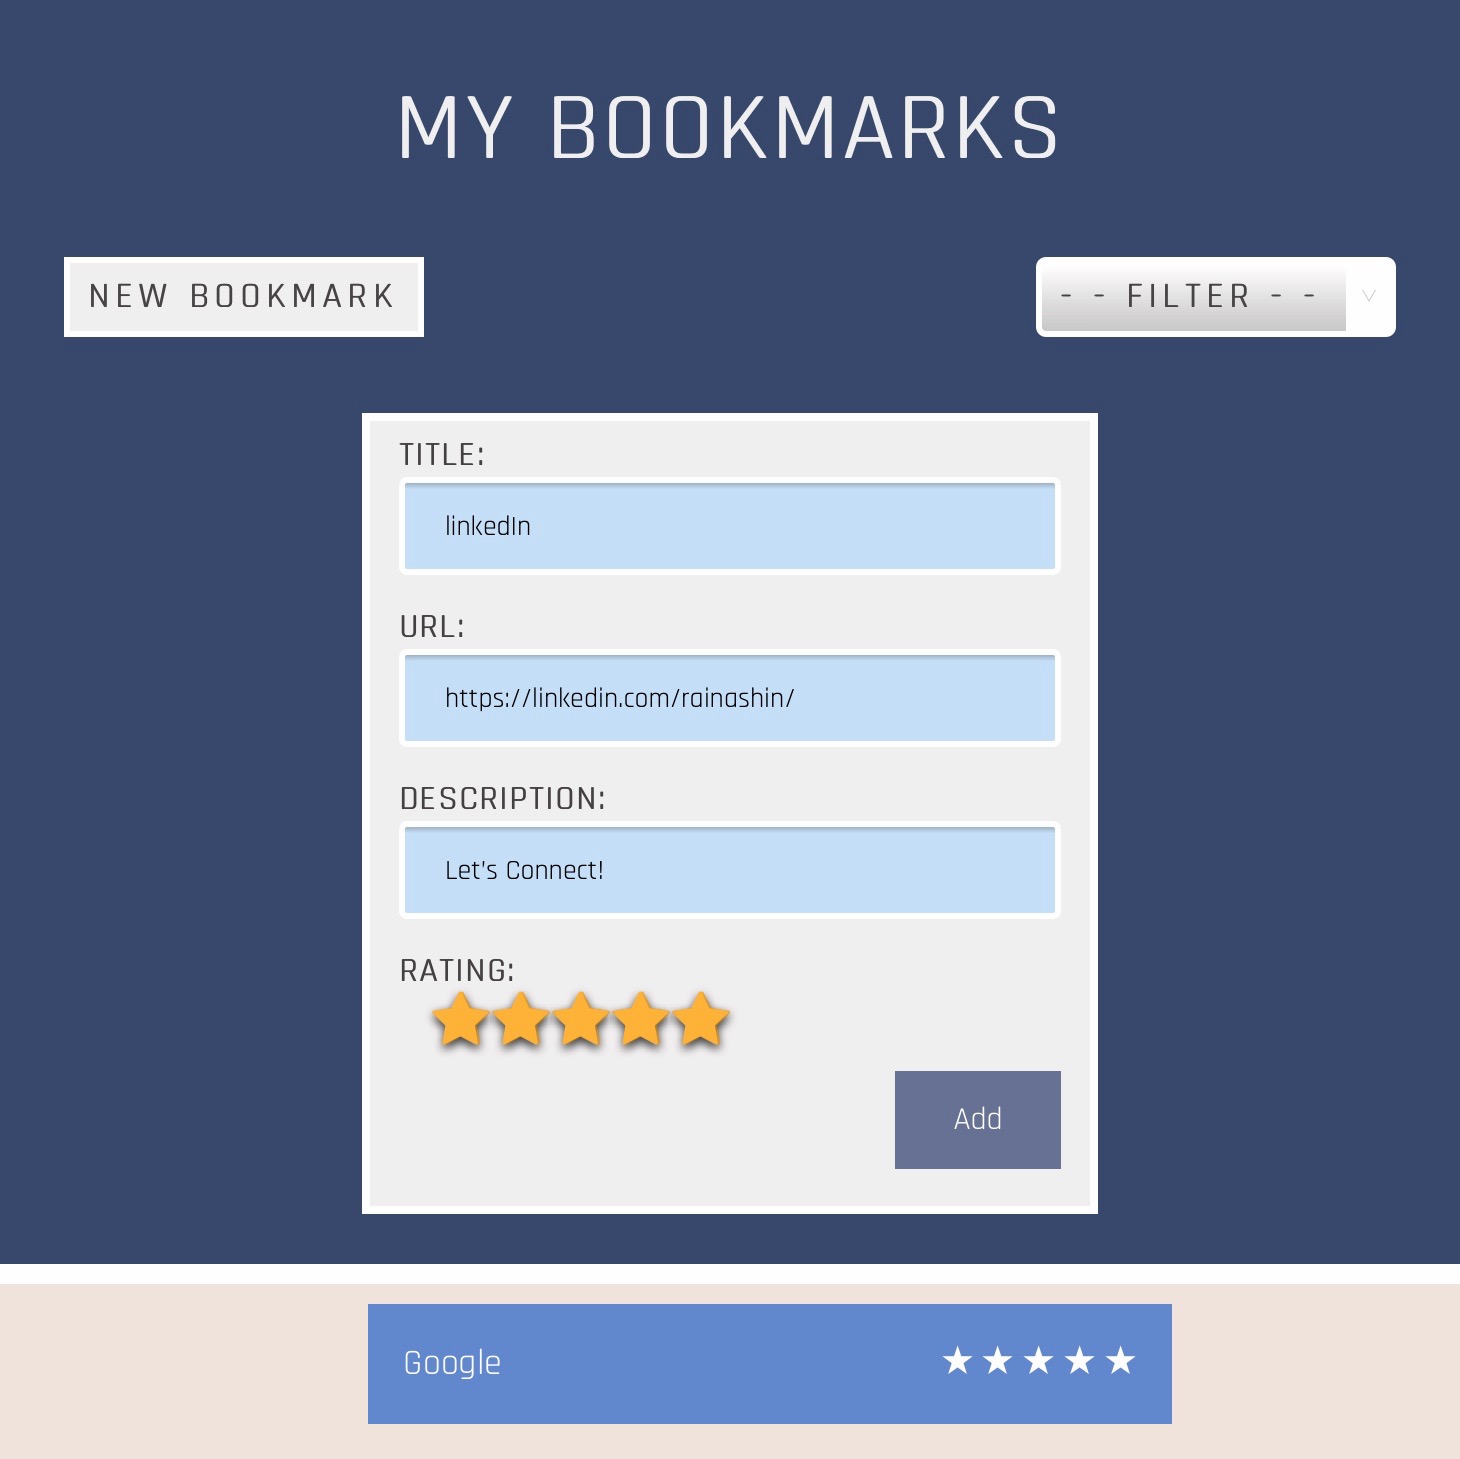 MY BOOKMARKS
NEW BOOKMARK
- - FILTER - -
TITLE:
linkedIn
URL:
https://linkedin.com/rainashin/
DESCRIPTION:
Let's Connect!
RATING:
Add
Google ★ ★ ★ ★ ★